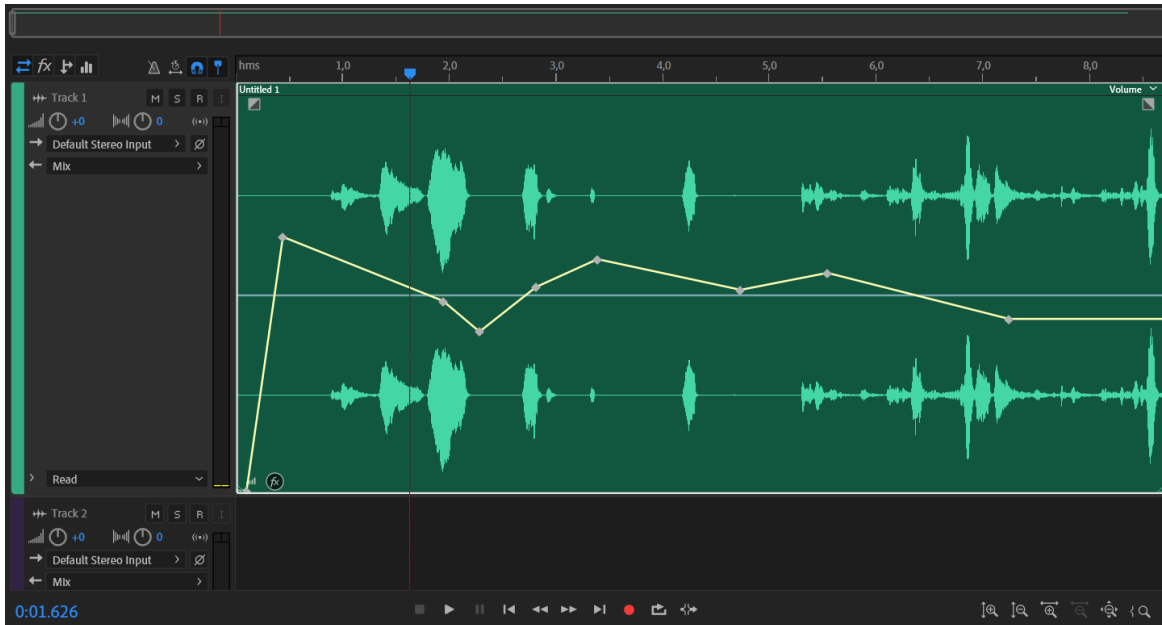 hms 1,0 2,0 3,0 4,0 5,0 6,0 7,0 8,0
fx
Track 1 M S R I
+0 0
Default Stereo Input
Mix
Untitled 1 Volume
Read
fx
Track 2 M S R I
+0 0
Default Stereo Input
Mix
0:01.626